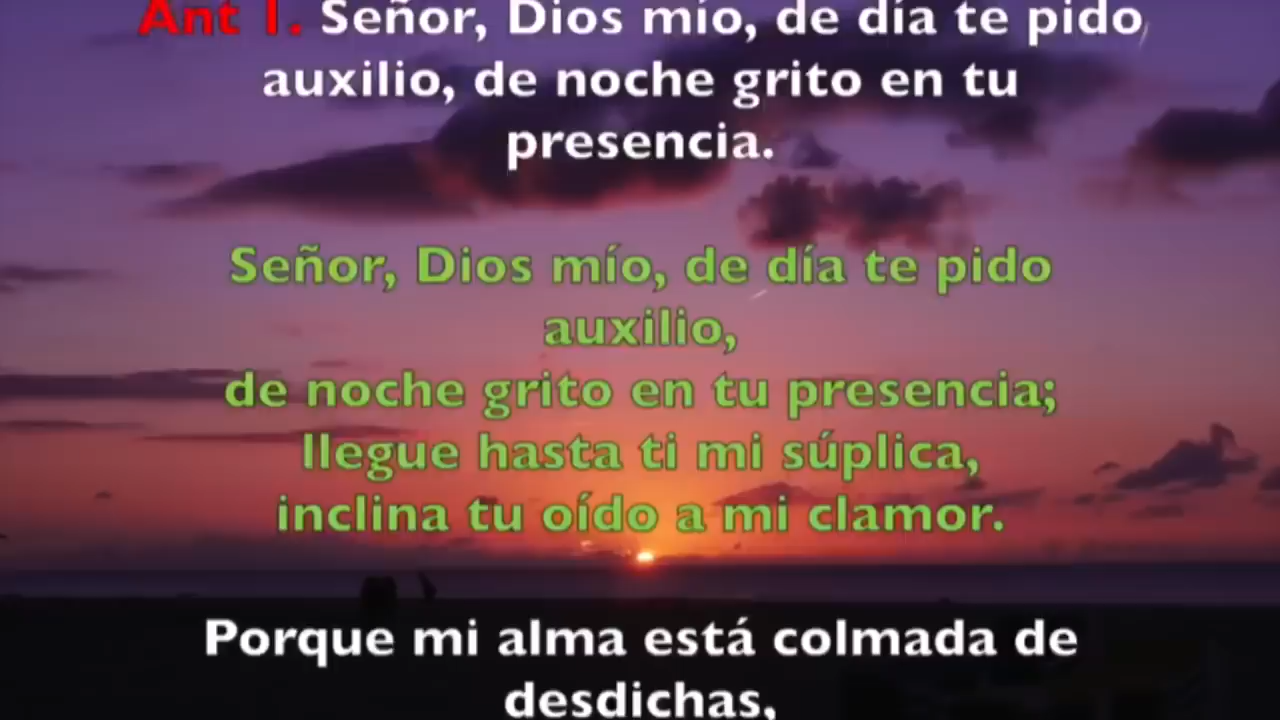 Ant 1. Señor, Dios mío, de día te pido
auxilio, de noche grito en tu
presencia.
Señor, Dios mío, de día te pido
auxilio,
de noche grito en tu presencia;
llegue hasta ti mi súplica,
inclina tu oído a mi clamor.
Porque mi alma está colmada de
desdichas,